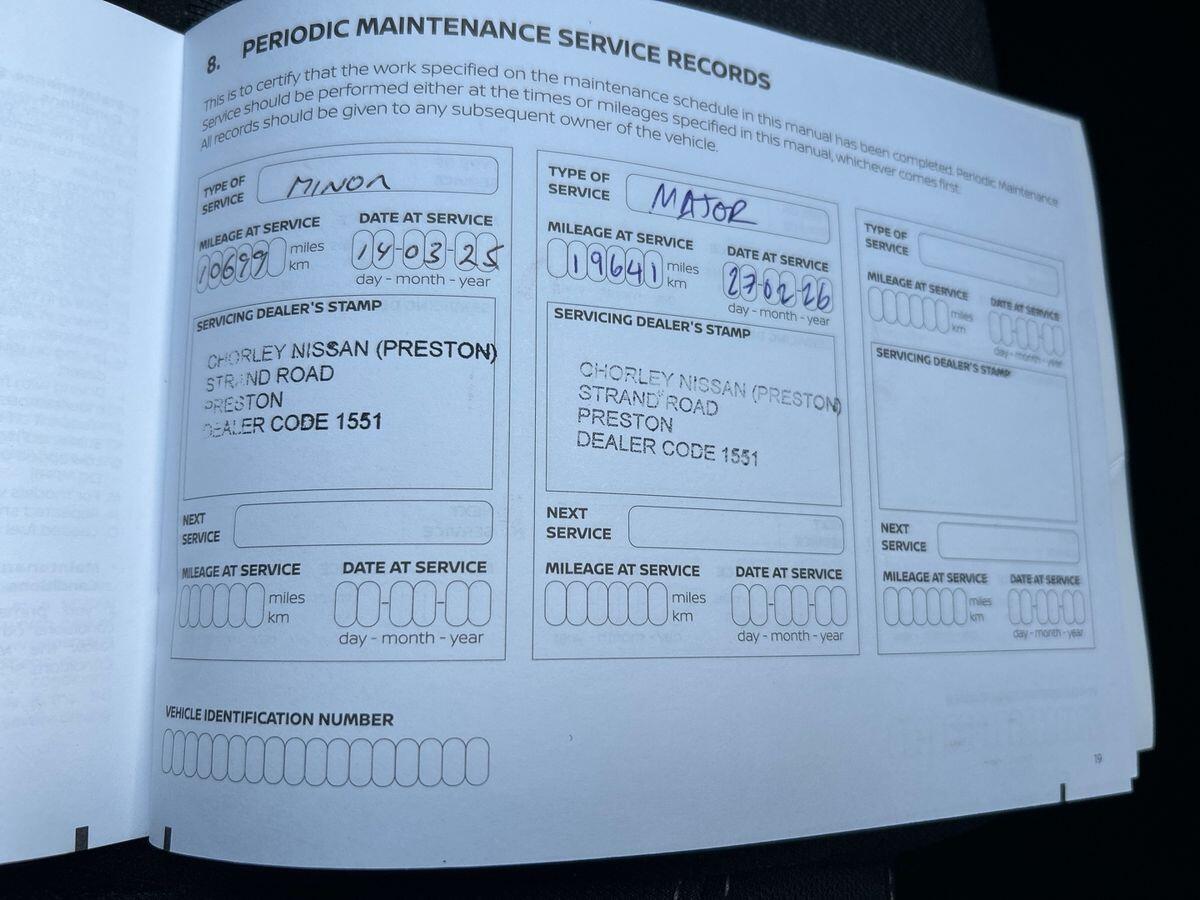 8. PERIODIC MAINTENANCE SERVICE RECORDS
This is to certify that the work specified on the maintenance schedule in this manual has been completed. Periodic Maintenance
Service should be performed either at the times or mileages specified in this manual, whichever comes first.
All records should be given to any subsequent owner of the vehicle.
TYPE OF
SERVICE
MINOR
MILEAGE AT SERVICE
DATE AT SERVICE
10699
miles
km
14-03-25
day - month - year
SERVICING DEALER'S STAMP
CHORLEY NISSAN (PRESTON)
STRAND ROAD
PRESTON
DEALER CODE 1551
NEXT
SERVICE
MILEAGE AT SERVICE
DATE AT SERVICE
miles
km
day - month - year
TYPE OF
SERVICE
MAJOR
MILEAGE AT SERVICE
DATE AT SERVICE
19641
miles
km
27-02-26
day - month - year
SERVICING DEALER'S STAMP
CHORLEY NISSAN (PRESTON)
STRAND ROAD
PRESTON
DEALER CODE 1551
NEXT
SERVICE
MILEAGE AT SERVICE
DATE AT SERVICE
miles
km
day - month - year
TYPE OF
SERVICE
MILEAGE AT SERVICE
DATE AT SERVICE
miles
km
day - month - year
SERVICING DEALER'S STAMP
NEXT
SERVICE
MILEAGE AT SERVICE
DATE AT SERVICE
miles
km
day - month - year
VEHICLE IDENTIFICATION NUMBER
19